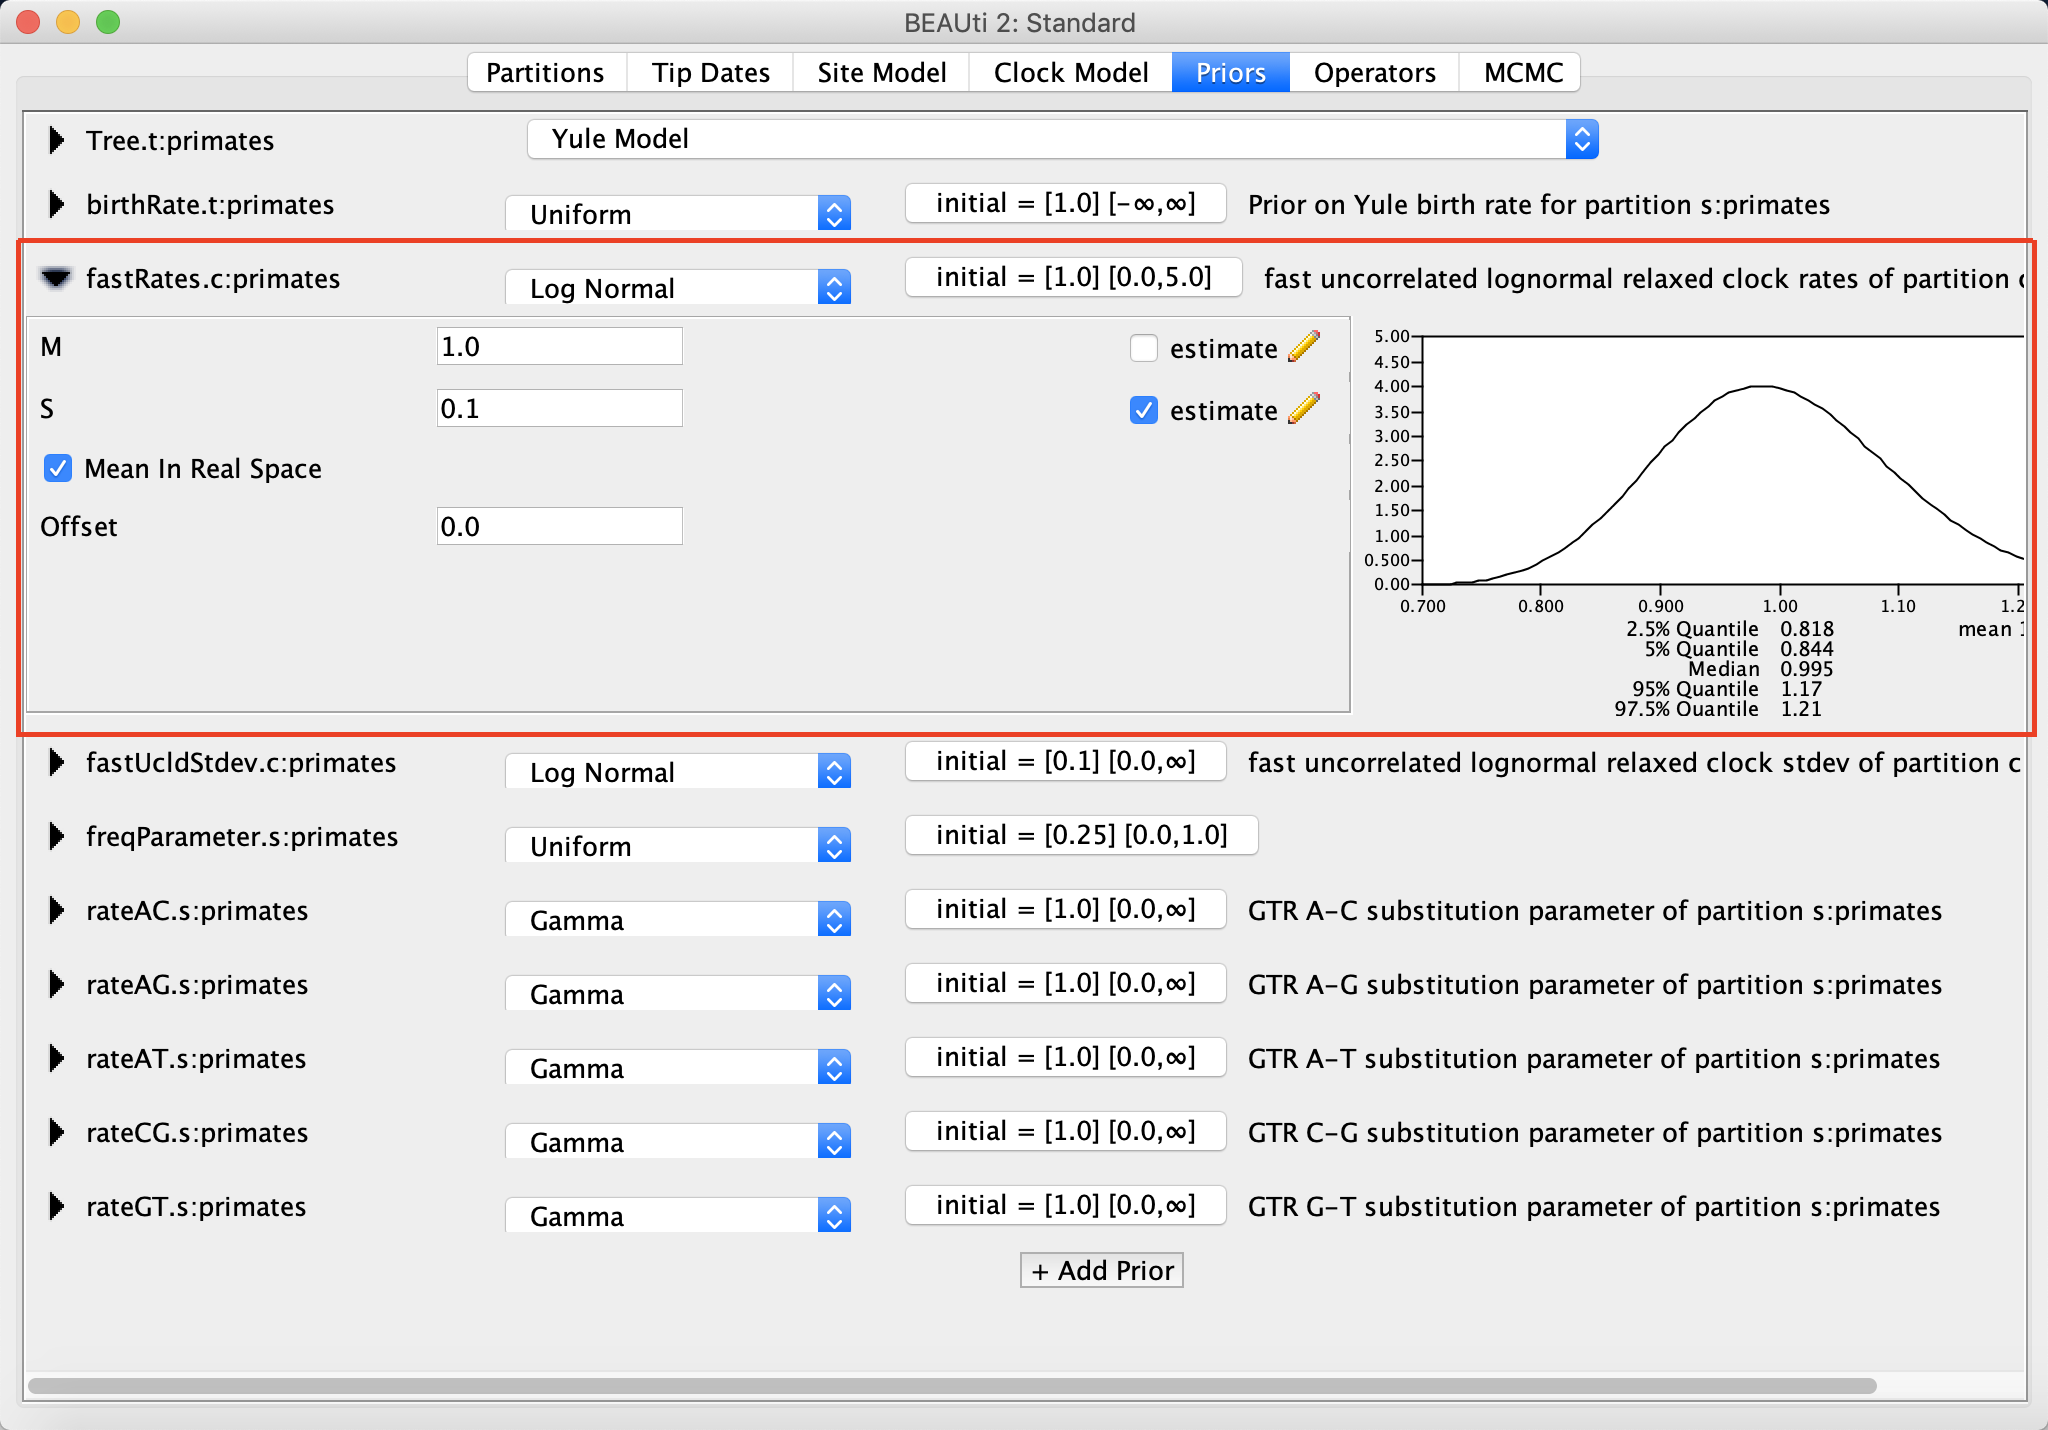 BEAUti 2: Standard
Partitions Tip Dates Site Model Clock Model Priors Operators MCMC
Tree.t:primates Yule Model
birthRate.t:primates Uniform initial = [1.0] [-∞,∞] Prior on Yule birth rate for partition s:primates
fastRates.c:primates Log Normal initial = [1.0] [0.0,5.0] fast uncorrelated lognormal relaxed clock rates of partition
M 1.0 estimate
S 0.1 estimate
Mean In Real Space
Offset 0.0
5.00
4.50
4.00
3.50
3.00
2.50
2.00
1.50
1.00
0.500
0.00
0.700 0.800 0.900 1.00 1.10 1.2
2.5% Quantile 0.818 mean 1
5% Quantile 0.844
Median 0.995
95% Quantile 1.17
97.5% Quantile 1.21
fastUcldStdev.c:primates Log Normal initial = [0.1] [0.0,∞] fast uncorrelated lognormal relaxed clock stdev of partition c
freqParameter.s:primates Uniform initial = [0.25] [0.0,1.0]
rateAC.s:primates Gamma initial = [1.0] [0.0,∞] GTR A-C substitution parameter of partition s:primates
rateAG.s:primates Gamma initial = [1.0] [0.0,∞] GTR A-G substitution parameter of partition s:primates
rateAT.s:primates Gamma initial = [1.0] [0.0,∞] GTR A-T substitution parameter of partition s:primates
rateCG.s:primates Gamma initial = [1.0] [0.0,∞] GTR C-G substitution parameter of partition s:primates
rateGT.s:primates Gamma initial = [1.0] [0.0,∞] GTR G-T substitution parameter of partition s:primates
+ Add Prior